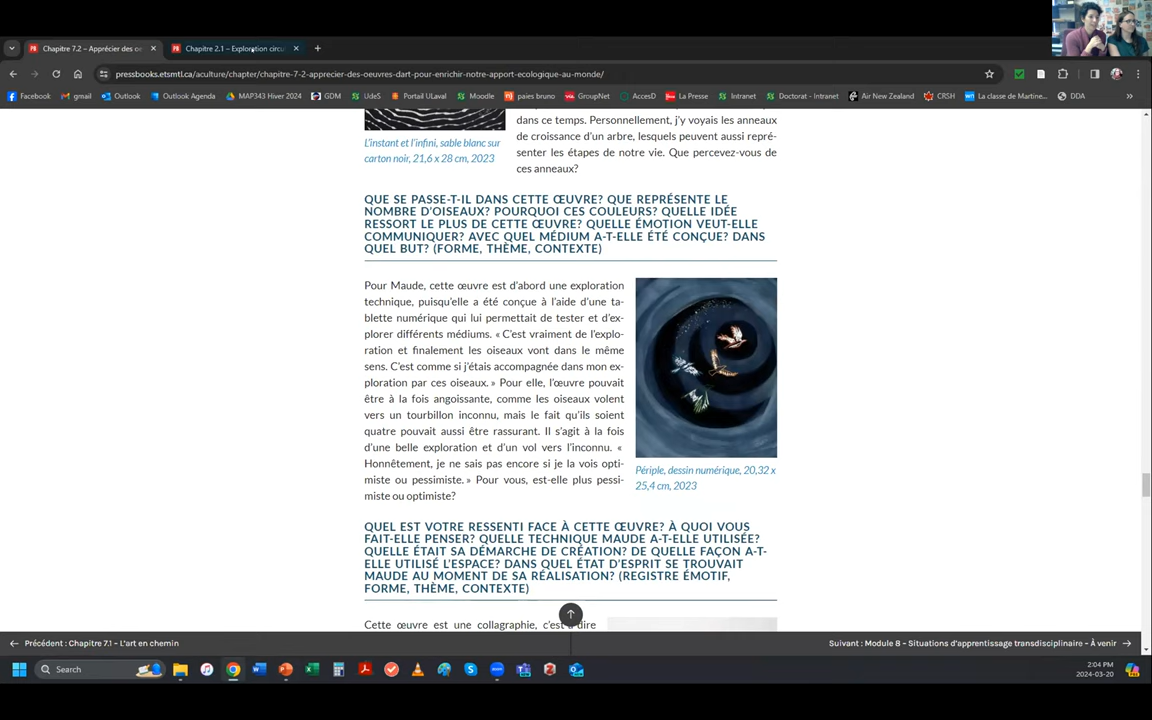 Chapitre 7.2 – Apprécier des oe
Chapitre 2.1 – Exploration circu
pressbooks.etsmtl.ca/aculture/chapter/chapitre-7-2-apprecier-des-oeuvres-dart-pour-enrichir-notre-apport-ecologique-au-monde/
Facebook
gmail
Outlook
Outlook Agenda
MAP343 Hiver 2024
GDM
UdeS
Portail ULaval
Moodle
paies bruno
GroupNet
AccesD
La Presse
Intranet
Doctorat - Intranet
Air New Zealand
CRSH
La classe de Martine...
DDA
dans ce temps. Personnellement, j'y voyais les anneaux
de croissance d'un arbre, lesquels peuvent aussi repré-
senter les étapes de notre vie. Que percevez-vous de
ces anneaux?
L'instant et l'infini, sable blanc sur
carton noir, 21,6 x 28 cm, 2023
QUE SE PASSE-T-IL DANS CETTE ŒUVRE? QUE REPRÉSENTE LE
NOMBRE D'OISEAUX? POURQUOI CES COULEURS? QUELLE IDÉE
RESSORT LE PLUS DE CETTE ŒUVRE? QUELLE ÉMOTION VEUT-ELLE
COMMUNIQUER? AVEC QUEL MÉDIUM A-T-ELLE ÉTÉ CONÇUE? DANS
QUEL BUT? (FORME, THÈME, CONTEXTE)
Pour Maude, cette œuvre est d'abord une exploration
technique, puisqu'elle a été conçue à l'aide d'une ta-
blette numérique qui lui permettait de tester et d'ex-
plorer différents médiums. « C'est vraiment de l'explo-
ration et finalement les oiseaux vont dans le même
sens. C'est comme si j'étais accompagnée dans mon ex-
ploration par ces oiseaux. » Pour elle, l'œuvre pouvait
être à la fois angoissante, comme les oiseaux volent
vers un tourbillon inconnu, mais le fait qu'ils soient
quatre pouvait aussi être rassurant. Il s'agit à la fois
d'une belle exploration et d'un vol vers l'inconnu. «
Honnêtement, je ne sais pas encore si je la vois opti-
miste ou pessimiste. » Pour vous, est-elle plus pessi-
miste ou optimiste?
Périple, dessin numérique, 20,32 x
25,4 cm, 2023
QUEL EST VOTRE RESSENTI FACE À CETTE ŒUVRE? À QUOI VOUS
FAIT-ELLE PENSER? QUELLE TECHNIQUE MAUDE A-T-ELLE UTILISÉE?
QUELLE ÉTAIT SA DÉMARCHE DE CRÉATION? DE QUELLE FAÇON A-T-
ELLE UTILISÉ L'ESPACE? DANS QUEL ÉTAT D'ESPRIT SE TROUVAIT
MAUDE AU MOMENT DE SA RÉALISATION? (REGISTRE ÉMOTIF,
FORME, THÈME, CONTEXTE)
Cette œuvre est une collagraphie, c'est à dire
Précédent : Chapitre 7.1 – L'art en chemin
Suivant : Module 8 – Situations d'apprentissage transdisciplinaire – À venir
Search
2:04 PM
2024-03-20